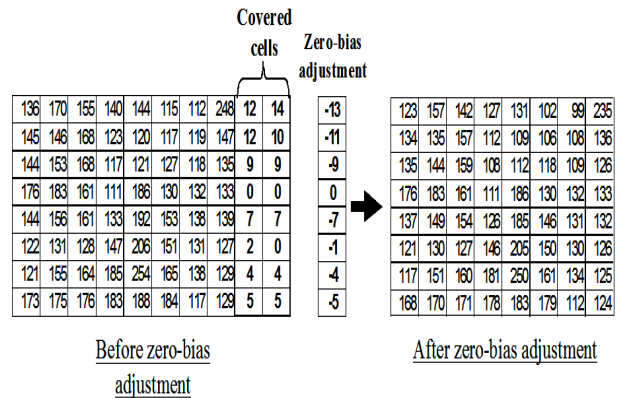 Covered
cells
Zero-bias
adjustment
136 170 155 140 144 115 112 248 12 14
145 146 168 123 120 117 119 147 12 10
144 153 168 117 121 127 118 135 9 9
176 183 161 111 186 130 132 133 0 0
144 156 161 133 192 153 138 139 7 7
122 131 128 147 206 151 131 127 2 0
121 155 164 185 254 165 138 129 4 4
173 175 176 183 188 184 117 129 5 5
-13
-11
-9
0
-7
-1
-4
-5
123 157 142 127 131 102 99 235
134 135 157 112 109 106 108 136
135 144 159 108 112 118 109 126
176 183 161 111 186 130 132 133
137 149 154 126 185 146 131 132
121 130 127 146 205 150 130 126
117 151 160 181 250 161 134 125
168 170 171 178 183 179 112 124
Before zero-bias
adjustment
After zero-bias adjustment